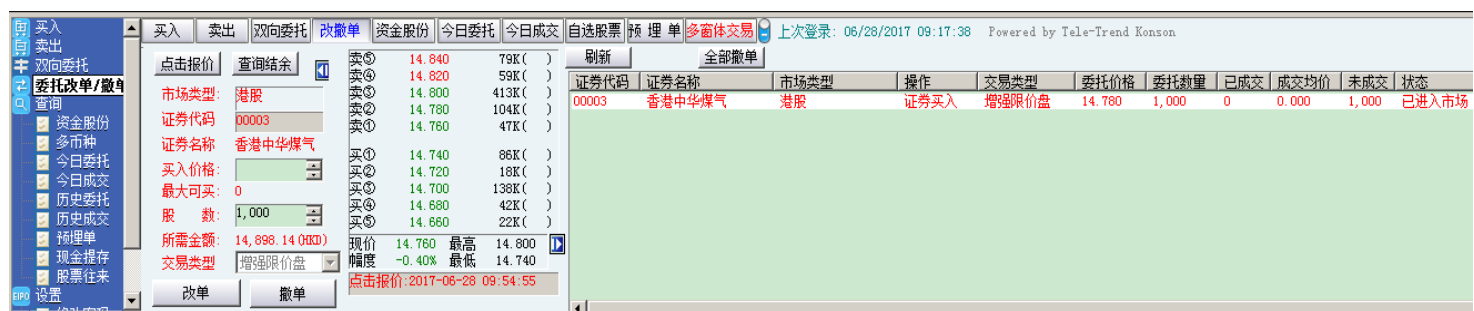 买入
卖出
双向委托
委托改单/撤单
查询
资金股份
多币种
今日委托
今日成交
历史委托
历史成交
预埋单
现金提存
股票往来
EIPO 设置
买入 卖出 双向委托 改撤单 资金股份 今日委托 今日成交 自选股票 预 埋 单 多窗体交易 上次登录: 06/28/2017 09:17:38 Powered by Tele-Trend Konson
点击报价 查询结余
市场类型: 港股
证券代码 00003
证券名称 香港中华煤气
买入价格:
最大可买: 0
股 数: 1,000
所需金额: 14,898.14(HKD)
交易类型 增强限价盘
改单 撤单
卖⑤ 14.840 79K( )
卖④ 14.820 59K( )
卖③ 14.800 413K( )
卖② 14.780 104K( )
卖① 14.760 47K( )
买① 14.740 86K( )
买② 14.720 18K( )
买③ 14.700 138K( )
买④ 14.680 42K( )
买⑤ 14.660 22K( )
现价 14.760 最高 14.800
幅度 -0.40% 最低 14.740
点击报价:2017-06-28 09:54:55
刷新 全部撤单
证券代码 证券名称 市场类型 操作 交易类型 委托价格 委托数量 已成交 成交均价 未成交 状态
00003 香港中华煤气 港股 证券买入 增强限价盘 14.780 1,000 0 0.000 1,000 已进入市场